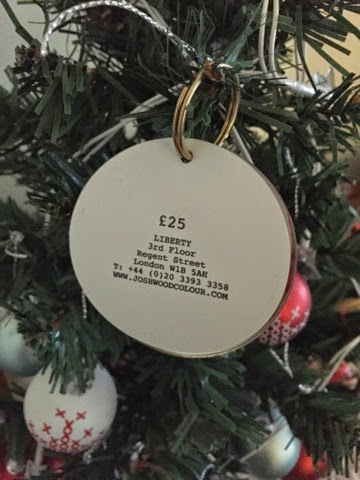 £25
LIBERTY
3rd Floor
Regent Street
London W1B 5AH
T: +44 (0)20 3393 3358
WWW.JOSHWOODCOLOUR.COM